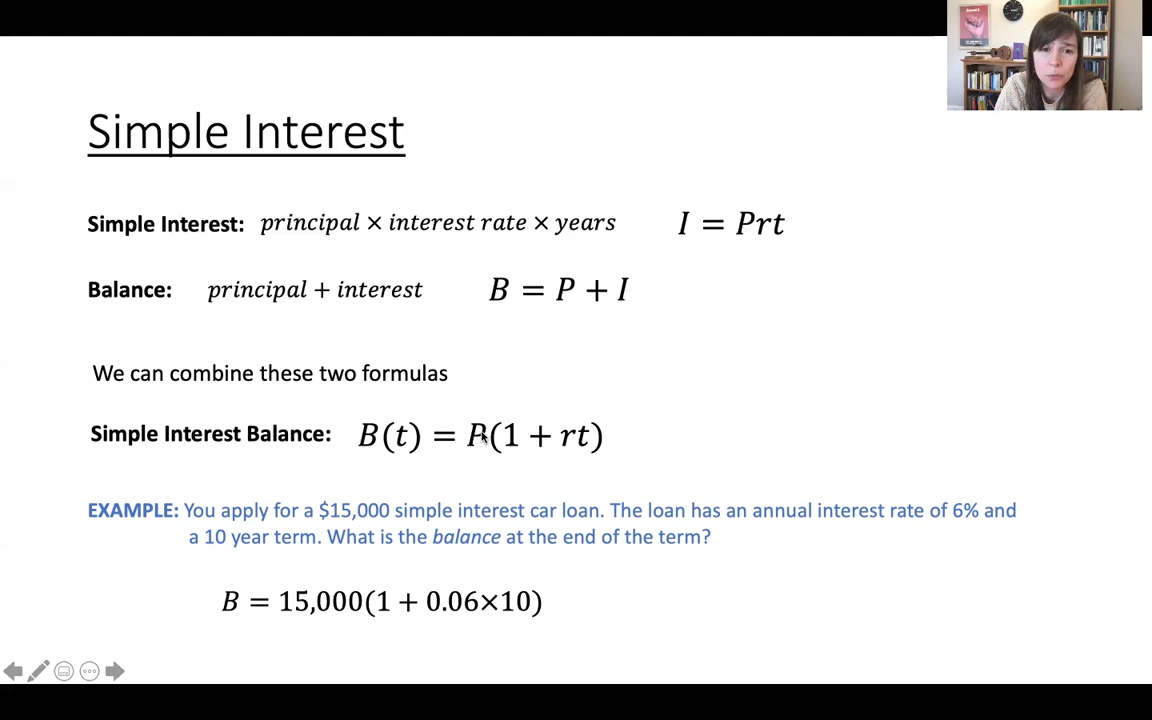 Simple Interest
Simple Interest: principal × interest rate × years I = Prt
Balance: principal + interest B = P + I
We can combine these two formulas
Simple Interest Balance: B(t) = P(1 + rt)
EXAMPLE: You apply for a $15,000 simple interest car loan. The loan has an annual interest rate of 6% and
a 10 year term. What is the balance at the end of the term?
B = 15,000(1 + 0.06×10)